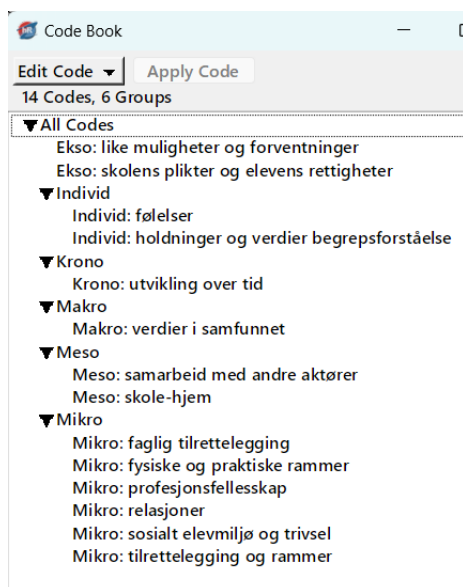 Code Book
Edit Code Apply Code
14 Codes, 6 Groups
All Codes
Ekso: like muligheter og forventninger
Ekso: skolens plikter og elevens rettigheter
Individ
Individ: følelser
Individ: holdninger og verdier begrepsforståelse
Krono
Krono: utvikling over tid
Makro
Makro: verdier i samfunnet
Meso
Meso: samarbeid med andre aktører
Meso: skole-hjem
Mikro
Mikro: faglig tilrettelegging
Mikro: fysiske og praktiske rammer
Mikro: profesjonsfellesskap
Mikro: relasjoner
Mikro: sosialt elevmiljø og trivsel
Mikro: tilrettelegging og rammer